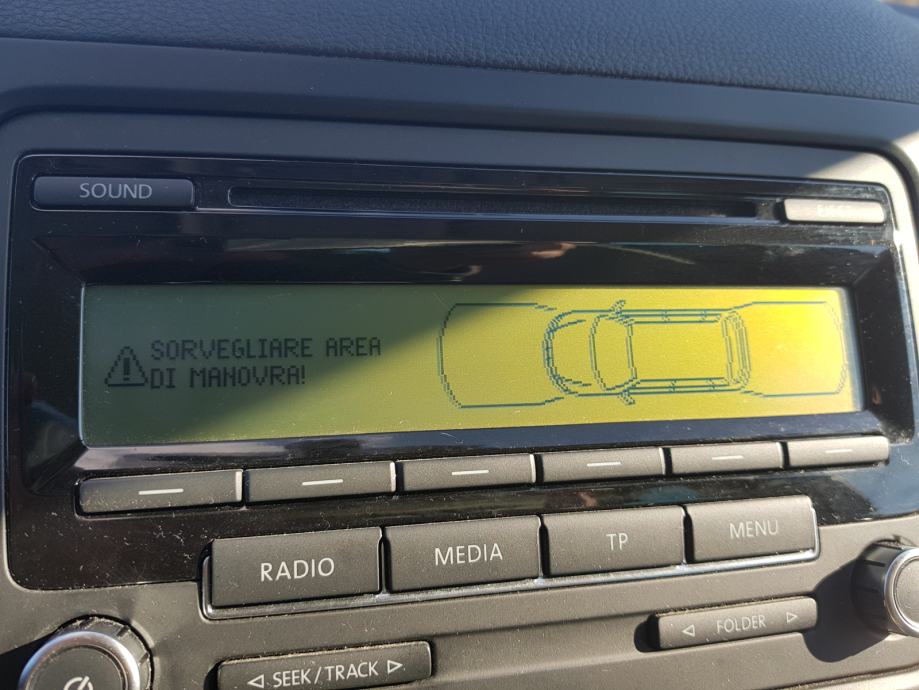 SOUND
SORVEGLIARE AREA
DI MANOVRA!
RADIO
MEDIA
TP
MENU
FOLDER
SEEK/TRACK